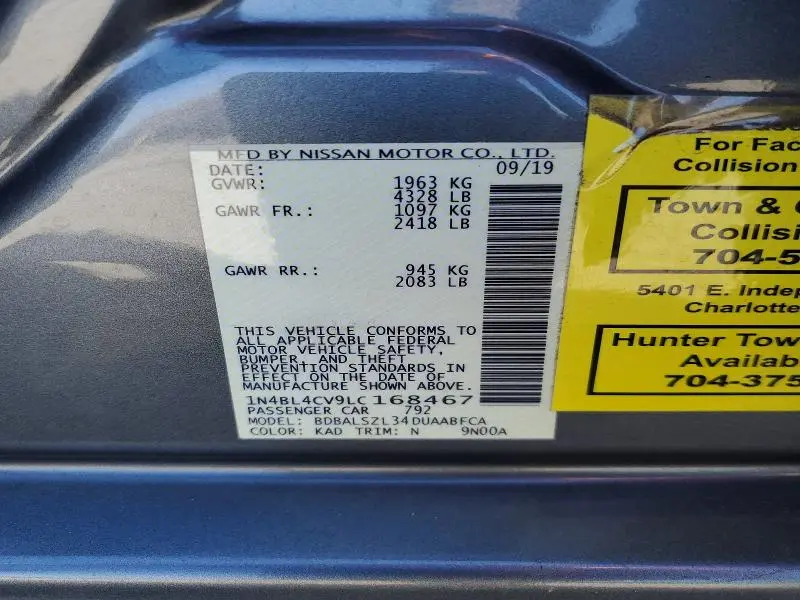 MFD BY NISSAN MOTOR CO., LTD.
DATE: 09/19
GVWR: 1963 KG
4328 LB
GAWR FR.: 1097 KG
2418 LB
GAWR RR.: 945 KG
2083 LB
THIS VEHICLE CONFORMS TO
ALL APPLICABLE FEDERAL
MOTOR VEHICLE SAFETY,
BUMPER, AND THEFT
PREVENTION STANDARDS IN
EFFECT ON THE DATE OF
MANUFACTURE SHOWN ABOVE.
1N4BL4CV9LC168467
PASSENGER CAR 792
MODEL: BDBALSZL34DUAABFCA
COLOR: KAD TRIM: N 9N00A
For Fac
Collision
Town &
Collisi
704-5
5401 E. Indep
Charlotte
Hunter Tow
Availab
704-375